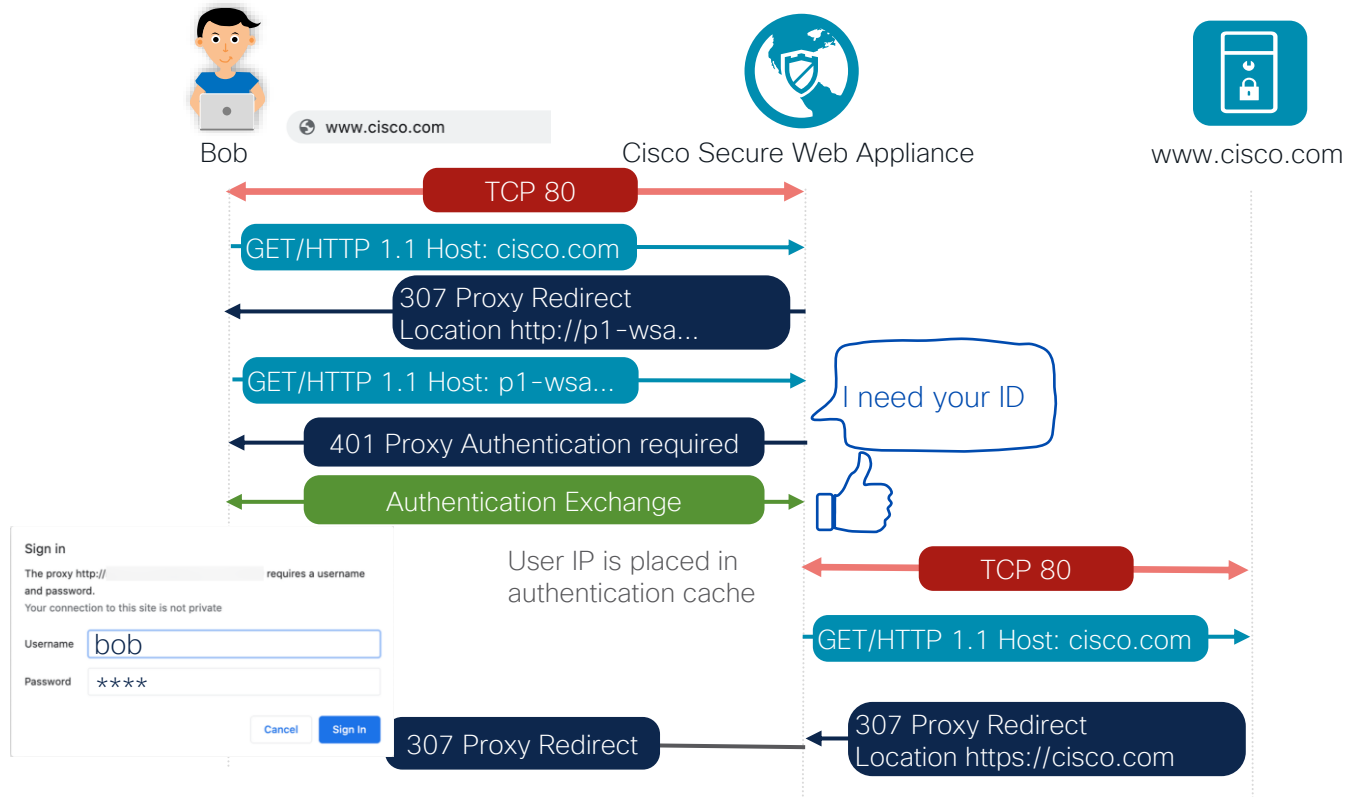 www.cisco.com
Bob
Cisco Secure Web Appliance
www.cisco.com
TCP 80
GET/HTTP 1.1 Host: cisco.com
307 Proxy Redirect
Location http://p1-wsa...
GET/HTTP 1.1 Host: p1-wsa...
I need your ID
401 Proxy Authentication required
Authentication Exchange
User IP is placed in
authentication cache
TCP 80
GET/HTTP 1.1 Host: cisco.com
Sign in
The proxy http:// requires a username
and password.
Your connection to this site is not private
Username bob
Password ****
Cancel Sign In
307 Proxy Redirect
307 Proxy Redirect
Location https://cisco.com